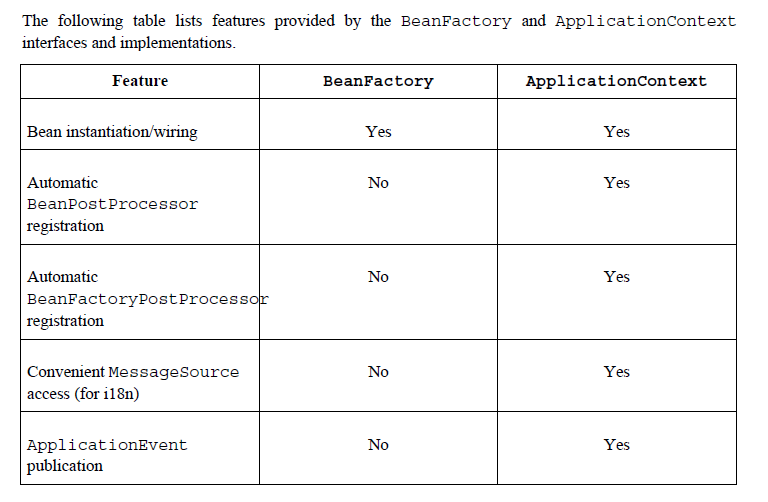 The following table lists features provided by the BeanFactory and ApplicationContext
interfaces and implementations.
Feature BeanFactory ApplicationContext
Bean instantiation/wiring Yes Yes
Automatic No Yes
BeanPostProcessor
registration
Automatic No Yes
BeanFactoryPostProcessor
registration
Convenient MessageSource No Yes
access (for i18n)
ApplicationEvent No Yes
publication